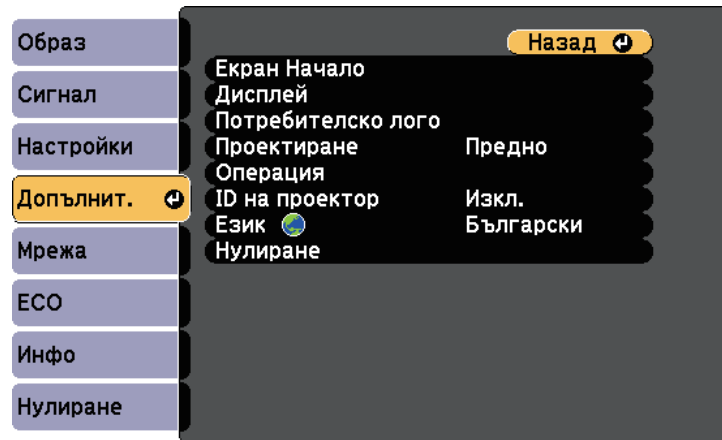 Образ
Сигнал
Настройки
Допълнит.
Мрежа
ECO
Инфо
Нулиране
Назад
Екран Начало
Дисплей
Потребителско лого
Проектиране Предно
Операция
ID на проектор Изкл.
Език Български
Нулиране